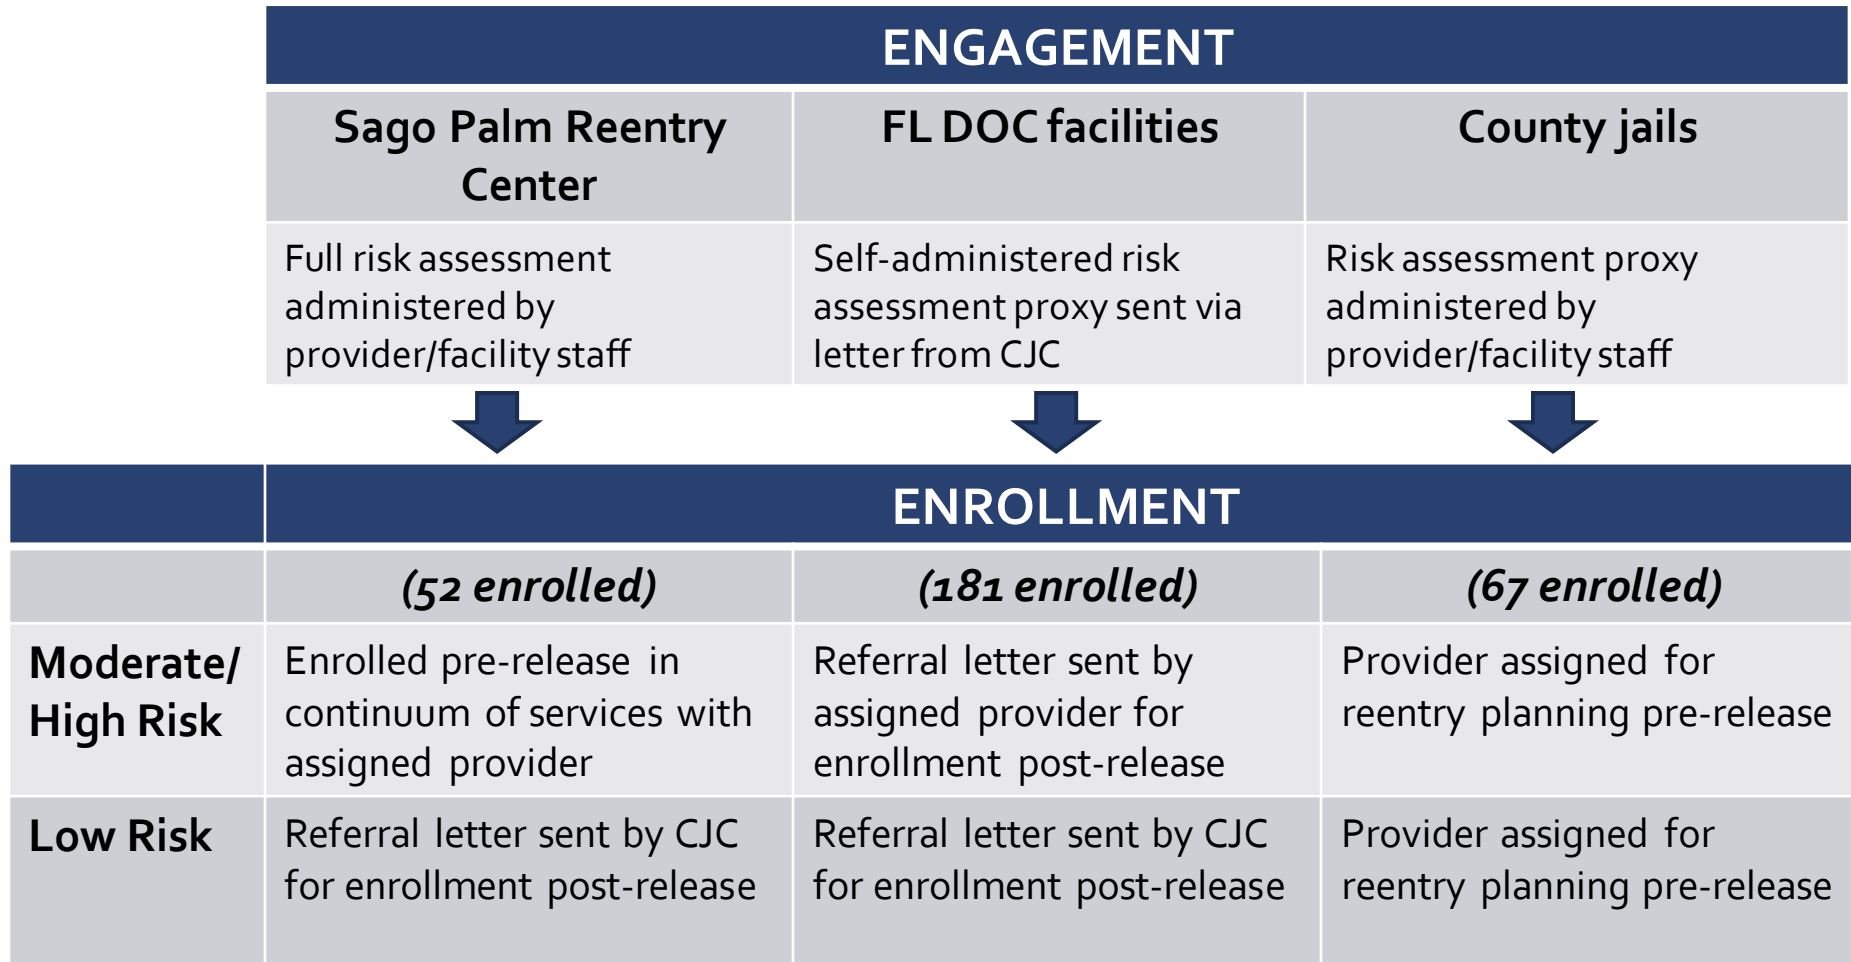 ENGAGEMENT
Sago Palm Reentry
Center
FL DOC facilities
County jails
Full risk assessment
administered by
provider/facility staff
Self-administered risk
assessment proxy sent via
letter from CJC
Risk assessment proxy
administered by
provider/facility staff
ENROLLMENT
(52 enrolled)
(181 enrolled)
(67 enrolled)
Moderate/
High Risk
Enrolled pre-release in
continuum of services with
assigned provider
Referral letter sent by
assigned provider for
enrollment post-release
Provider assigned for
reentry planning pre-release
Low Risk
Referral letter sent by CJC
for enrollment post-release
Referral letter sent by CJC
for enrollment post-release
Provider assigned for
reentry planning pre-release